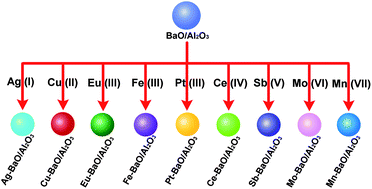 BaO/Al₂O₃
Ag (I) Cu (II) Eu (III) Fe (III) Pt (III) Ce (IV) Sb (V) Mo (VI) Mn (VII)
Ag-BaO/Al₂O₃
Cu-BaO/Al₂O₃
Eu-BaO/Al₂O₃
Fe-BaO/Al₂O₃
Pt-BaO/Al₂O₃
Ce-BaO/Al₂O₃
Sb-BaO/Al₂O₃
Mo-BaO/Al₂O₃
Mn-BaO/Al₂O₃